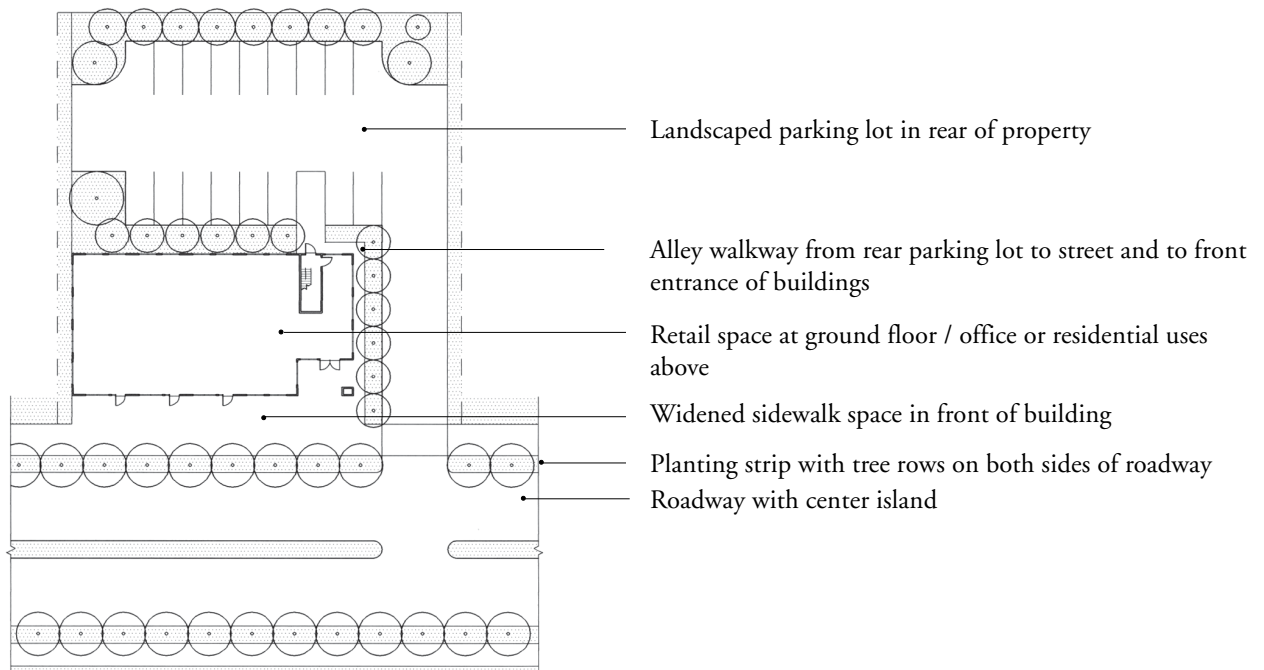 Landscaped parking lot in rear of property
Alley walkway from rear parking lot to street and to front
entrance of buildings
Retail space at ground floor / office or residential uses
above
Widened sidewalk space in front of building
Planting strip with tree rows on both sides of roadway
Roadway with center island